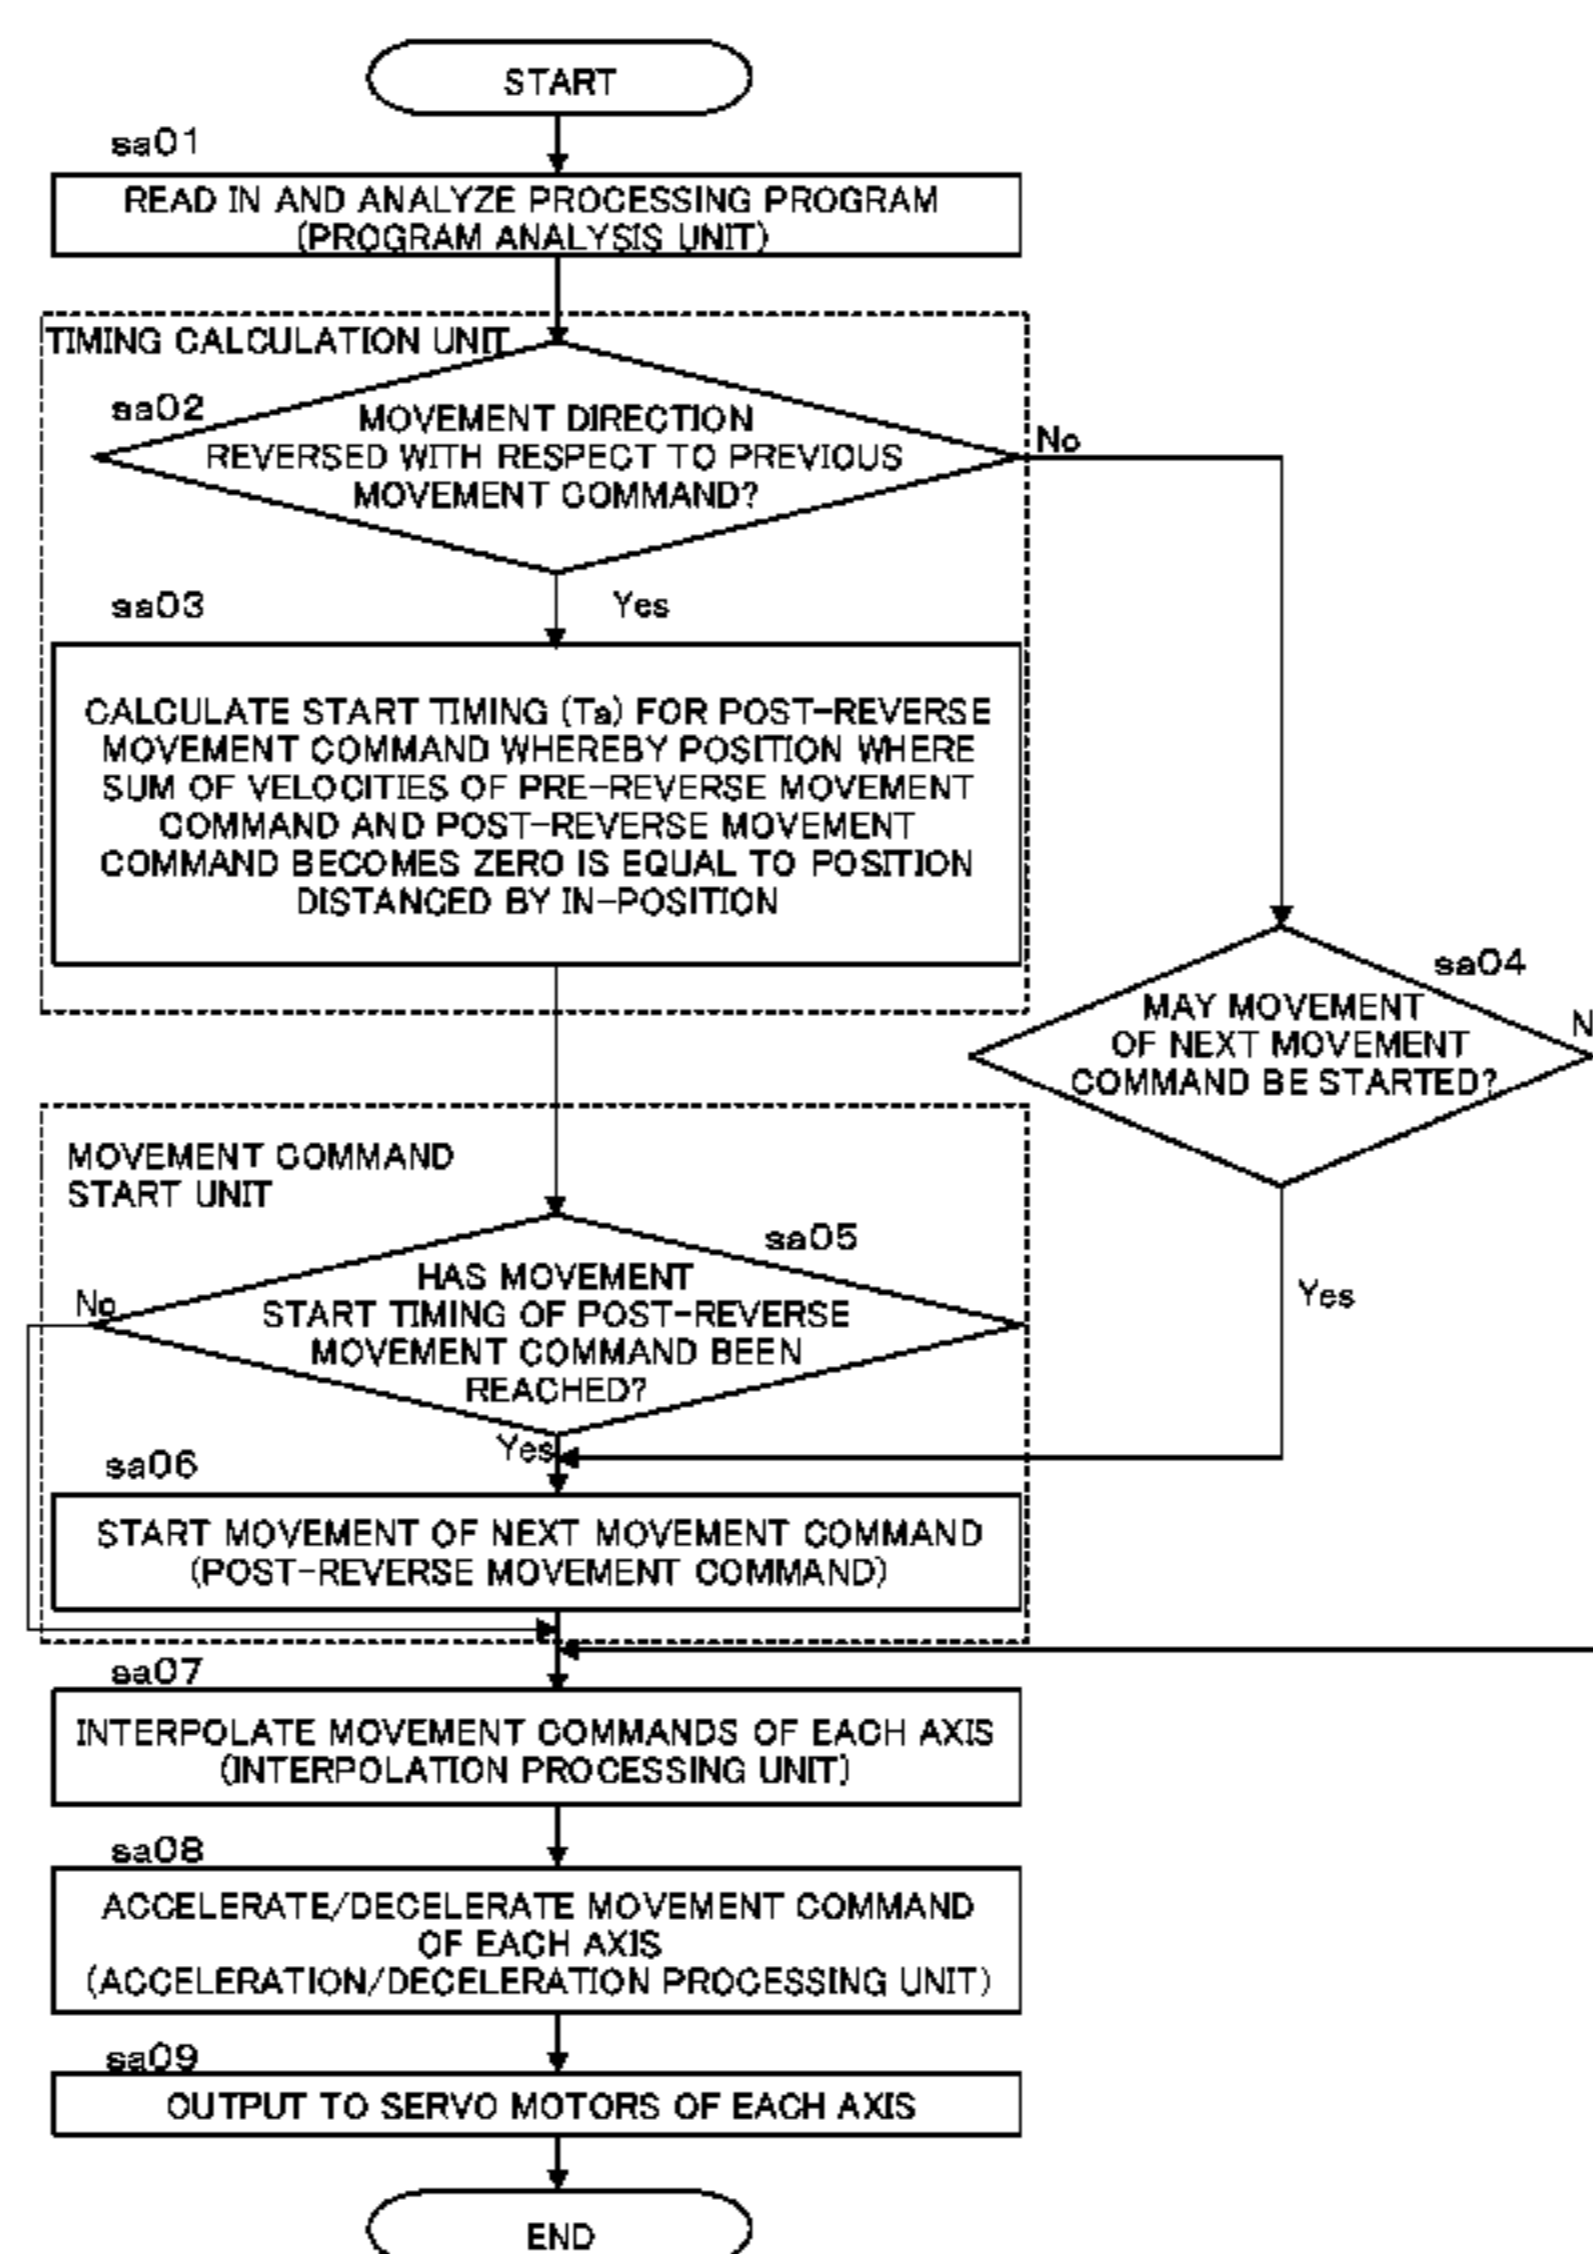 START
sa01
READ IN AND ANALYZE PROCESSING PROGRAM
(PROGRAM ANALYSIS UNIT)
TIMING CALCULATION UNIT
sa02
MOVEMENT DIRECTION
REVERSED WITH RESPECT TO PREVIOUS
MOVEMENT COMMAND?
No
sa03
Yes
CALCULATE START TIMING (Ta) FOR POST-REVERSE
MOVEMENT COMMAND WHEREBY POSITION WHERE
SUM OF VELOCITIES OF PRE-REVERSE MOVEMENT
COMMAND AND POST-REVERSE MOVEMENT
COMMAND BECOMES ZERO IS EQUAL TO POSITION
DISTANCED BY IN-POSITION
sa04
MAY MOVEMENT
OF NEXT MOVEMENT
COMMAND BE STARTED?
N
Yes
MOVEMENT COMMAND
START UNIT
sa05
HAS MOVEMENT
START TIMING OF POST-REVERSE
MOVEMENT COMMAND BEEN
REACHED?
No
Yes
sa06
START MOVEMENT OF NEXT MOVEMENT COMMAND
(POST-REVERSE MOVEMENT COMMAND)
sa07
INTERPOLATE MOVEMENT COMMANDS OF EACH AXIS
(INTERPOLATION PROCESSING UNIT)
sa08
ACCELERATE/DECELERATE MOVEMENT COMMAND
OF EACH AXIS
(ACCELERATION/DECELERATION PROCESSING UNIT)
sa09
OUTPUT TO SERVO MOTORS OF EACH AXIS
END